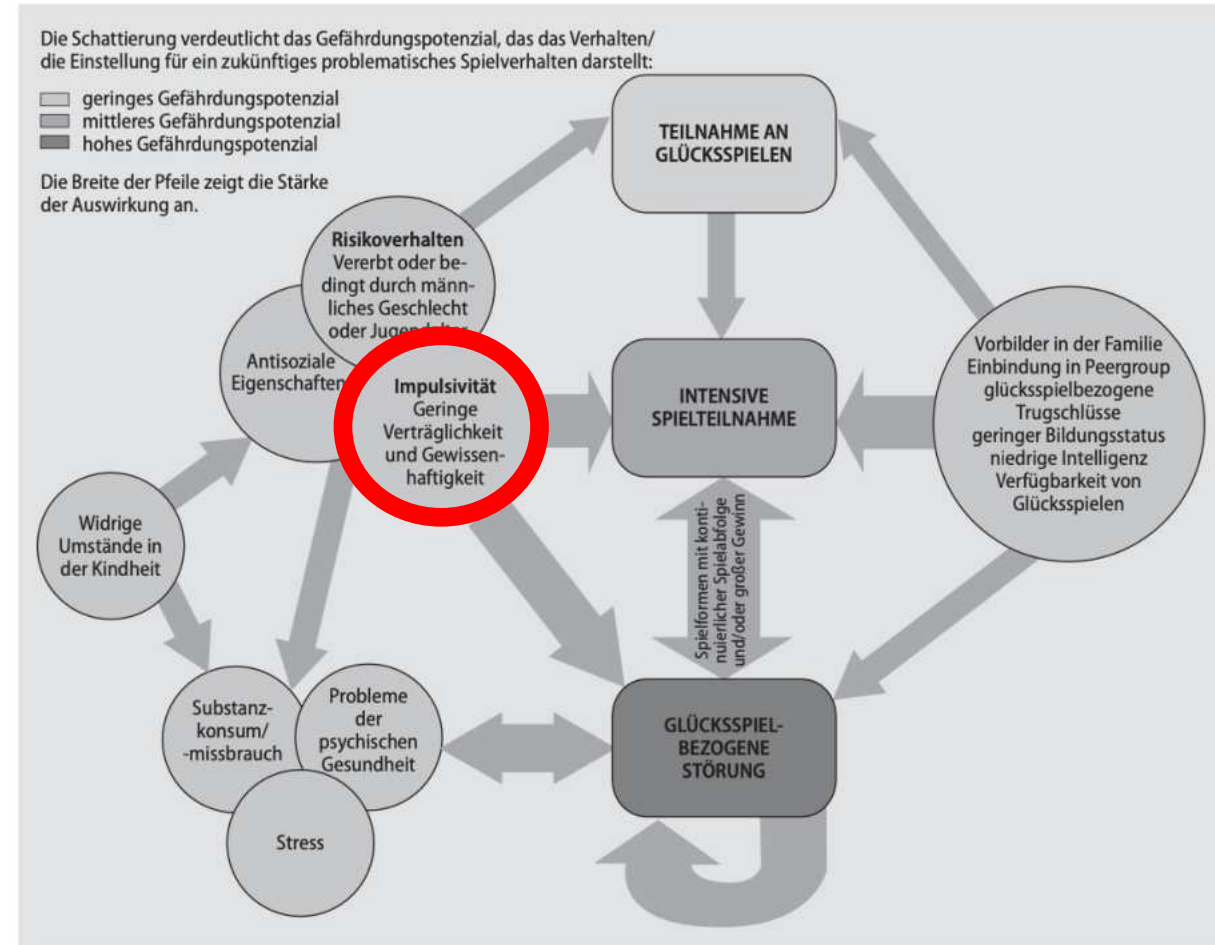 Die Schattierung verdeutlicht das Gefährdungspotenzial, das das Verhalten/
die Einstellung für ein zukünftiges problematisches Spielverhalten darstellt:
geringes Gefährdungspotenzial
mittleres Gefährdungspotenzial
hohes Gefährdungspotenzial
Die Breite der Pfeile zeigt die Stärke
der Auswirkung an.
TEILNAHME AN
GLÜCKSSPIELEN
Risikoverhalten
Vererbt oder be-
dingt durch männ-
liches Geschlecht
oder
Antisoziale
Eigenschaften
Impulsivität
Geringe
Verträglichkeit
und Gewissen-
haftigkeit
INTENSIVE
SPIELTEILNAHME
Vorbilder in der Familie
Einbindung in Peergroup
glücksspielbezogene
Trugschlüsse
geringer Bildungsstatus
niedrige Intelligenz
Verfügbarkeit von
Glücksspielen
Widrige
Umstände in
der Kindheit
Spielformen mit konti-
nuierlicher Spielabfolge
und/oder großer Gewinn
Substanz-
konsum/
-missbrauch
Probleme
der
psychischen
Gesundheit
Stress
GLÜCKSSPIEL-
BEZOGENE
STÖRUNG